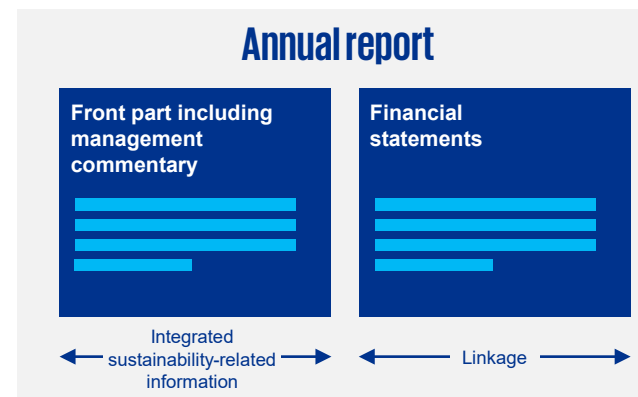 Annual report
Front part including
management
commentary
Financial
statements
Integrated
sustainability-related
information
Linkage